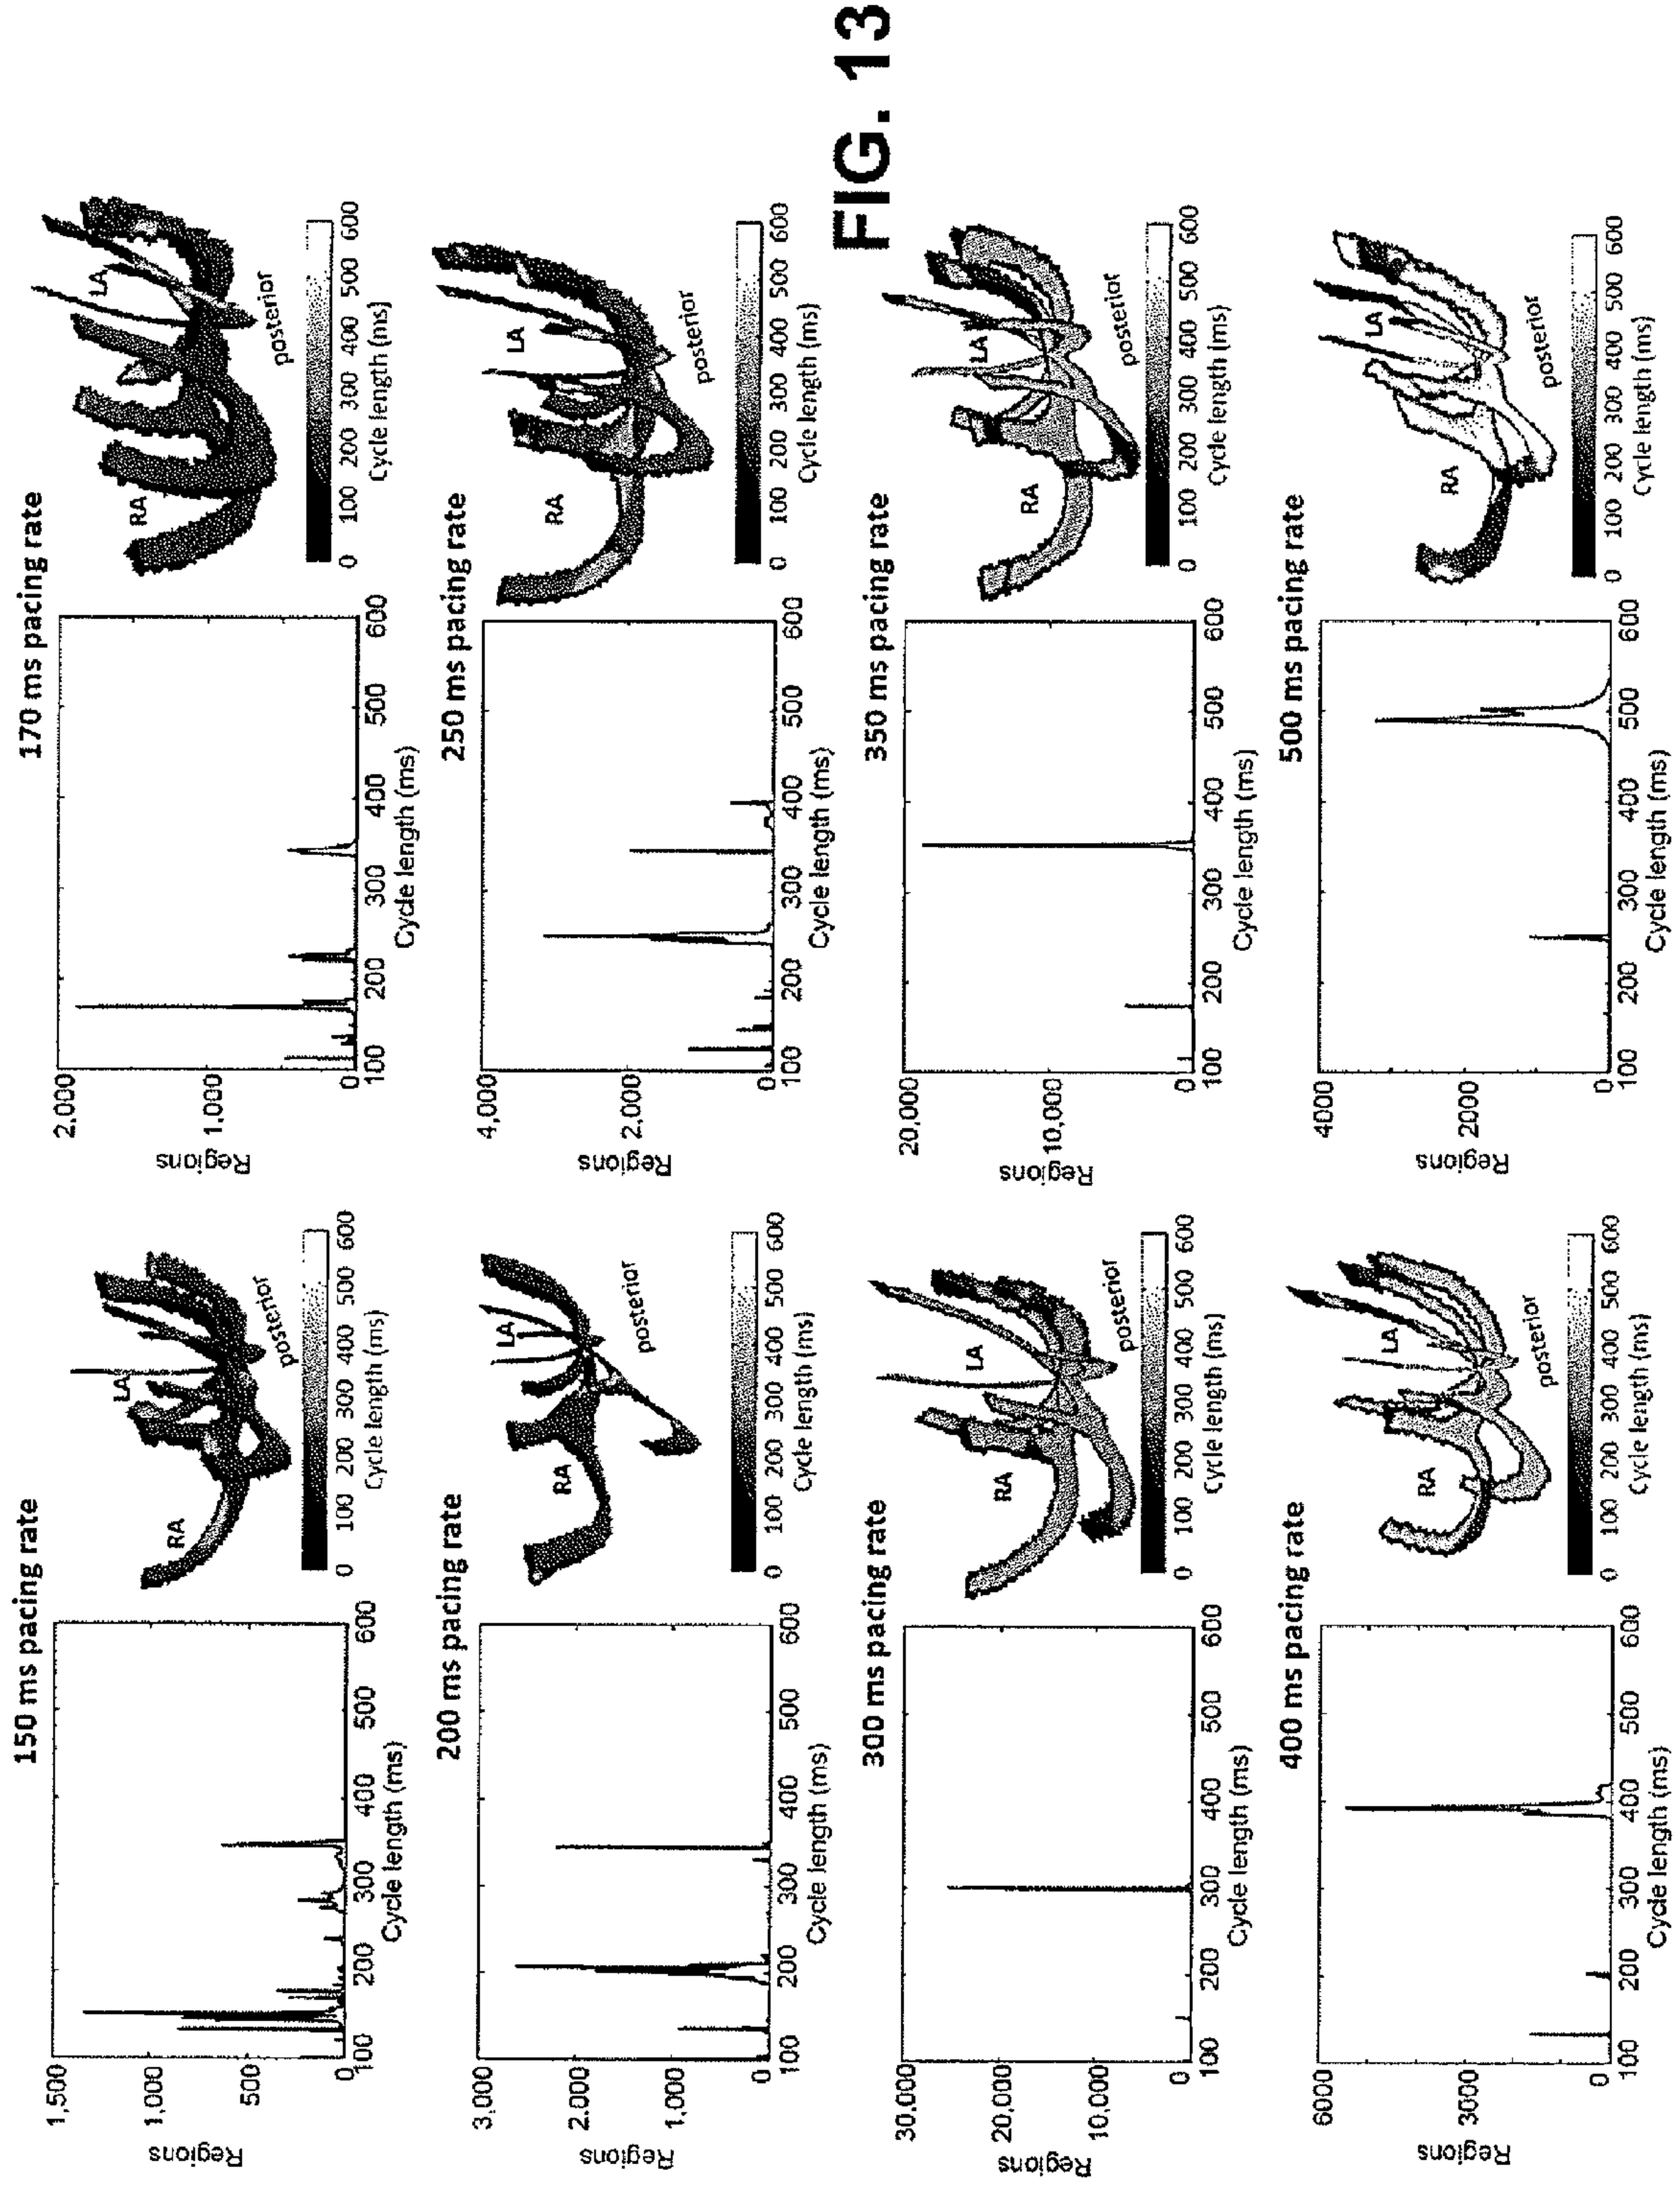 150 ms pacing rate
1,500
1,000
500
0
Regions
100 200 300 400 500 600
Cycle length (ms)
RA
LA
posterior
0 100 200 300 400 500 600
Cycle length (ms)
170 ms pacing rate
2,000
1,000
0
Regions
100 200 300 400 500 600
Cycle length (ms)
RA
LA
posterior
0 100 200 300 400 500 600
Cycle length (ms)
200 ms pacing rate
3,000
2,000
1,000
0
Regions
100 200 300 400 500 600
Cycle length (ms)
RA
LA
posterior
0 100 200 300 400 500 600
Cycle length (ms)
250 ms pacing rate
4,000
2,000
0
Regions
100 200 300 400 500 600
Cycle length (ms)
RA
LA
posterior
0 100 200 300 400 500 600
Cycle length (ms)
FIG. 13
300 ms pacing rate
30,000
20,000
10,000
0
Regions
100 200 300 400 500 600
Cycle length (ms)
RA
LA
posterior
0 100 200 300 400 500 600
Cycle length (ms)
350 ms pacing rate
20,000
10,000
0
Regions
100 200 300 400 500 600
Cycle length (ms)
RA
LA
posterior
0 100 200 300 400 500 600
Cycle length (ms)
400 ms pacing rate
6000
3000
0
Regions
100 200 300 400 500 600
Cycle length (ms)
RA
LA
posterior
0 100 200 300 400 500 600
Cycle length (ms)
500 ms pacing rate
4000
2000
0
Regions
100 200 300 400 500 600
Cycle length (ms)
RA
LA
posterior
0 100 200 300 400 500 600
Cycle length (ms)